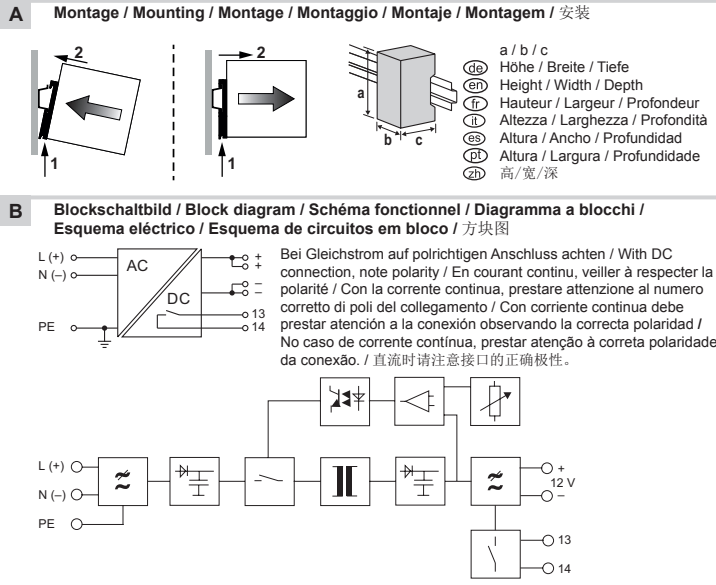 A Montage / Mounting / Montage / Montaggio / Montaje / Montagem / 安装
2
1
2
1
a
b
c
a / b / c
de Höhe / Breite / Tiefe
en Height / Width / Depth
fr Hauteur / Largeur / Profondeur
it Altezza / Larghezza / Profondità
es Altura / Ancho / Profundidad
pt Altura / Largura / Profundidade
zh 高/宽/深
B Blockschaltbild / Block diagram / Schéma fonctionnel / Diagramma a blocchi /
Esquema eléctrico / Esquema de circuitos em bloco / 方块图
L (+)
N (–)
PE
AC
DC
+
+
–
–
13
14
Bei Gleichstrom auf polrichtigen Anschluss achten / With DC
connection, note polarity / En courant continu, veiller à respecter la
polarité / Con la corrente continua, prestare attenzione al numero
corretto di poli del collegamento / Con corriente continua debe
prestar atención a la conexión observando la correcta polaridad /
No caso de corrente contínua, prestar atenção à correta polaridade
da conexão. / 直流时请注意接口的正确极性。
L (+)
N (–)
PE
+
12 V
–
13
14